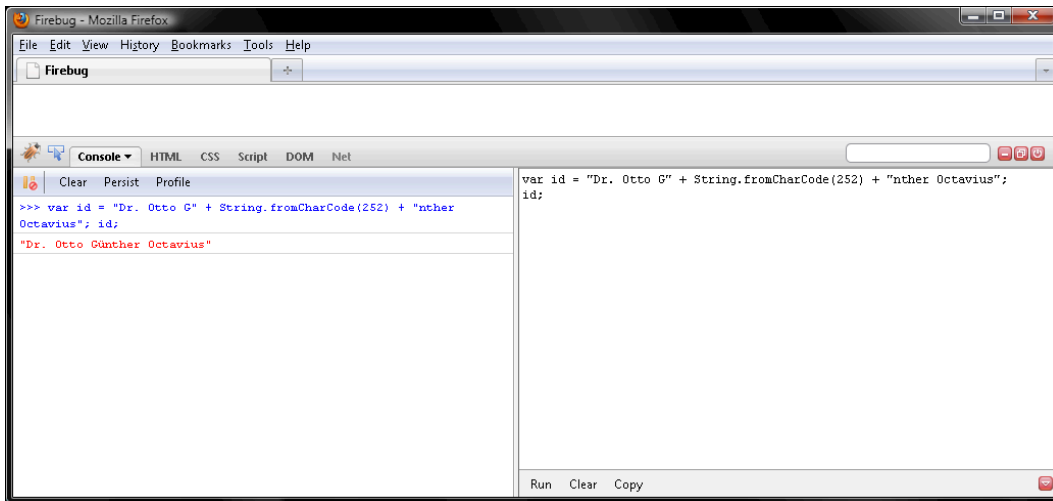 Firebug - Mozilla Firefox
File Edit View History Bookmarks Tools Help
Firebug
Console HTML CSS Script DOM Net
Clear Persist Profile
>>> var id = "Dr. Otto G" + String.fromCharCode(252) + "nther
Octavius"; id;
"Dr. Otto Günther Octavius"
var id = "Dr. Otto G" + String.fromCharCode(252) + "nther Octavius";
id;
Run Clear Copy